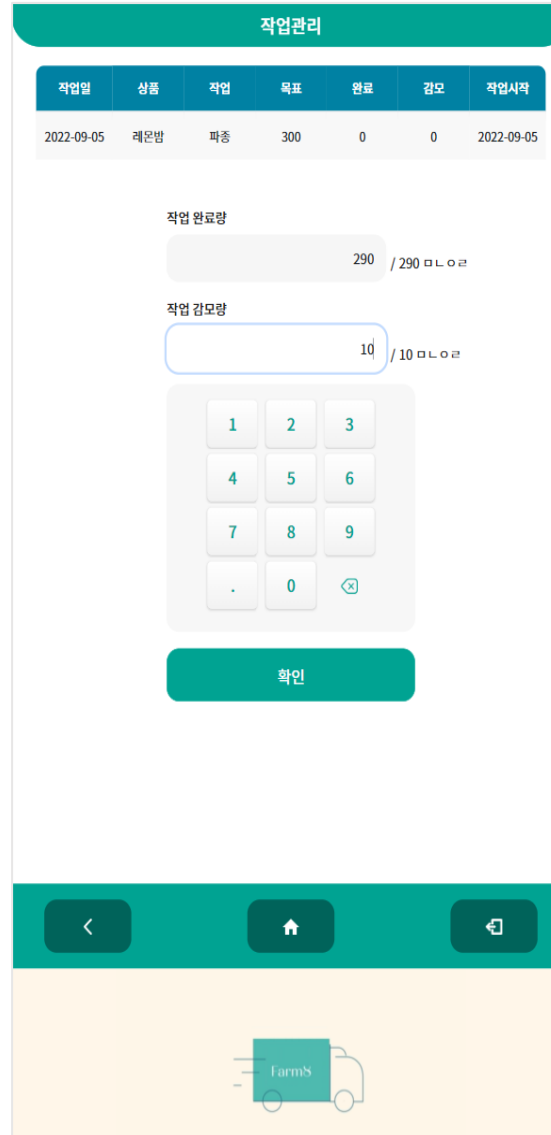 작업관리
작업일 상품 작업 목표 완료 감모 작업시작
2022-09-05 레몬밤 파종 300 0 0 2022-09-05
작업 완료량
290 / 290 ㅁㄴㅇㄹ
작업 감모량
10 / 10 ㅁㄴㅇㄹ
1 2 3
4 5 6
7 8 9
. 0
확인
Farm8